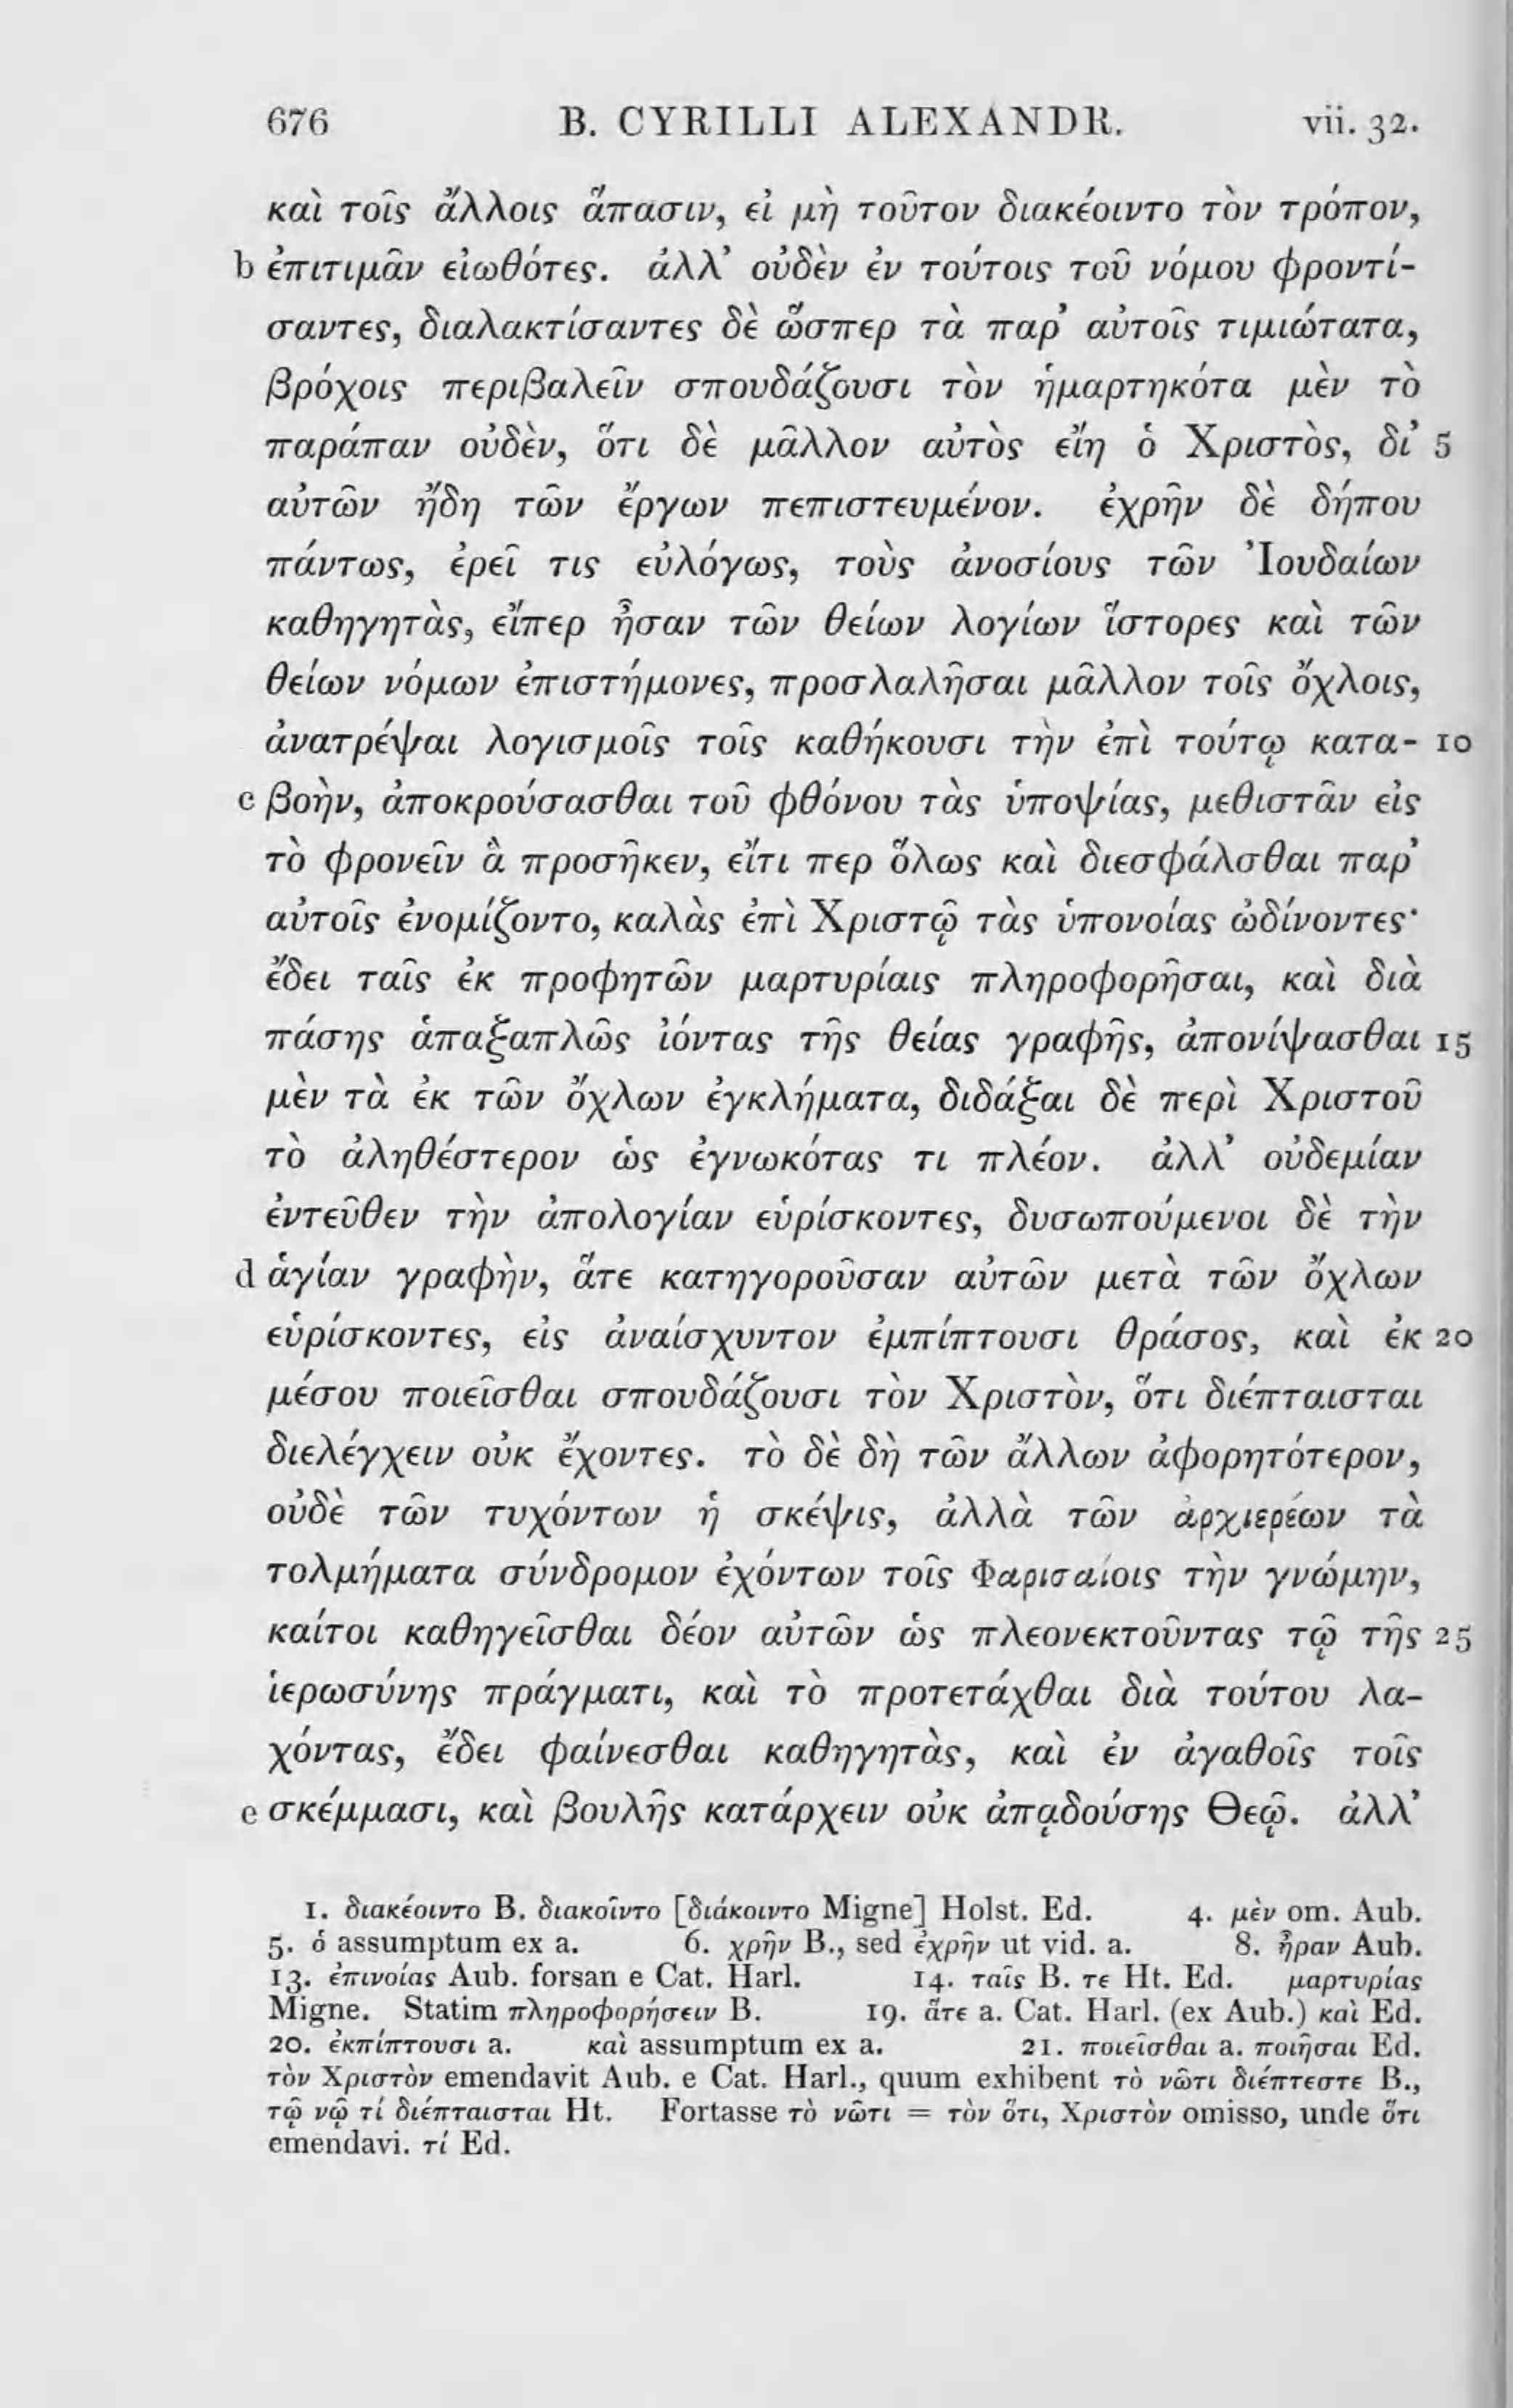 676 B. CYRILLI ALEXANDR. vii. 32.
καὶ τοῖς ἄλλοις ἅπασιν, εἰ μὴ τοῦτον διακέοιντο τὸν τρόπον,
b ἐπιτιμᾶν εἰωθότες. ἀλλ’ οὐδὲν ἐν τούτοις τοῦ νόμου φροντί-
σαντες, διαλακτίσαντες δὲ ὥσπερ τὰ παρ’ αὐτοῖς τιμιώτατα,
βρόχοις περιβαλεῖν σπουδάζουσι τὸν ἡμαρτηκότα μὲν τὸ
παράπαν οὐδὲν, ὅτι δὲ μᾶλλον αὐτὸς εἴη ὁ Χριστὸς, δι’ 5
αὐτῶν ἤδη τῶν ἔργων πεπιστευμένον. ἐχρῆν δὲ δήπου
πάντως, ἐρεῖ τις εὐλόγως, τοὺς ἀνοσίους τῶν Ἰουδαίων
καθηγητὰς, εἴπερ ἦσαν τῶν θείων λογίων ἵστορες καὶ τῶν
θείων νόμων ἐπιστήμονες, προσλαλῆσαι μᾶλλον τοῖς ὄχλοις,
ἀνατρέψαι λογισμοῖς τοῖς καθήκουσι τὴν ἐπὶ τούτῳ κατα- 10
c βοὴν, ἀποκρούσασθαι τοῦ φθόνου τὰς ὑποψίας, μεθιστᾶν εἰς
τὸ φρονεῖν ἃ προσῆκεν, εἴτι περ ὅλως καὶ διεσφάλσθαι παρ’
αὐτοῖς ἐνομίζοντο, καλὰς ἐπὶ Χριστῷ τὰς ὑπονοίας ὠδίνοντες·
ἔδει ταῖς ἐκ προφητῶν μαρτυρίαις πληροφορῆσαι, καὶ διὰ
πάσης ἁπαξαπλῶς ἰόντας τῆς θείας γραφῆς, ἀπονίψασθαι 15
μὲν τὰ ἐκ τῶν ὄχλων ἐγκλήματα, διδάξαι δὲ περὶ Χριστοῦ
τὸ ἀληθέστερον ὡς ἐγνωκότας τι πλέον. ἀλλ’ οὐδεμίαν
ἐντεῦθεν τὴν ἀπολογίαν εὑρίσκοντες, δυσωπούμενοι δὲ τὴν
d ἁγίαν γραφὴν, ἅτε κατηγοροῦσαν αὐτῶν μετὰ τῶν ὄχλων
εὑρίσκοντες, εἰς ἀναίσχυντον ἐμπίπτουσι θράσος, καὶ ἐκ 20
μέσου ποιεῖσθαι σπουδάζουσι τὸν Χριστὸν, ὅτι διέπταισται
διελέγχειν οὐκ ἔχοντες. τὸ δὲ δὴ τῶν ἄλλων ἀφορητότερον,
οὐδὲ τῶν τυχόντων ἡ σκέψις, ἀλλὰ τῶν ἀρχιερέων τὰ
τολμήματα σύνδρομον ἐχόντων τοῖς Φαρισαίοις τὴν γνώμην,
καίτοι καθηγεῖσθαι δέον αὐτῶν ὡς πλεονεκτοῦντας τῷ τῆς 25
ἱερωσύνης πράγματι, καὶ τὸ προτετάχθαι διὰ τούτου λα-
χόντας, ἔδει φαίνεσθαι καθηγητὰς, καὶ ἐν ἀγαθοῖς τοῖς
e σκέμμασι, καὶ βουλῆς κατάρχειν οὐκ ἀπᾳδούσης Θεῷ. ἀλλ’
1. διακέοιντο B. διακοῖντο [διάκοιντο Migne] Holst. Ed. 4. μὲν om. Aub.
5. ὁ assumptum ex a. 6. χρῆν B., sed ἐχρῆν ut vid. a. 8. ἦραν Aub.
13. ἐπινοίας Aub. forsan e Cat. Harl. 14. ταῖς B. τε Ht. Ed. μαρτυρίας
Migne. Statim πληροφορήσειν B. 19. ἅτε a. Cat. Harl. (ex Aub.) καὶ Ed.
20. ἐκπίπτουσι a. καὶ assumptum ex a. 21. ποιεῖσθαι a. ποιῆσαι Ed.
τὸν Χριστὸν emendavit Aub. e Cat. Harl., quum exhibent τὸ νῶτι διέπτεστε B.,
τῷ νῷ τί διέπταισται Ht. Fortasse τὸ νῶτι = τὸν ὅτι, Χριστὸν omisso, unde ὅτι
emendavi. τί Ed.